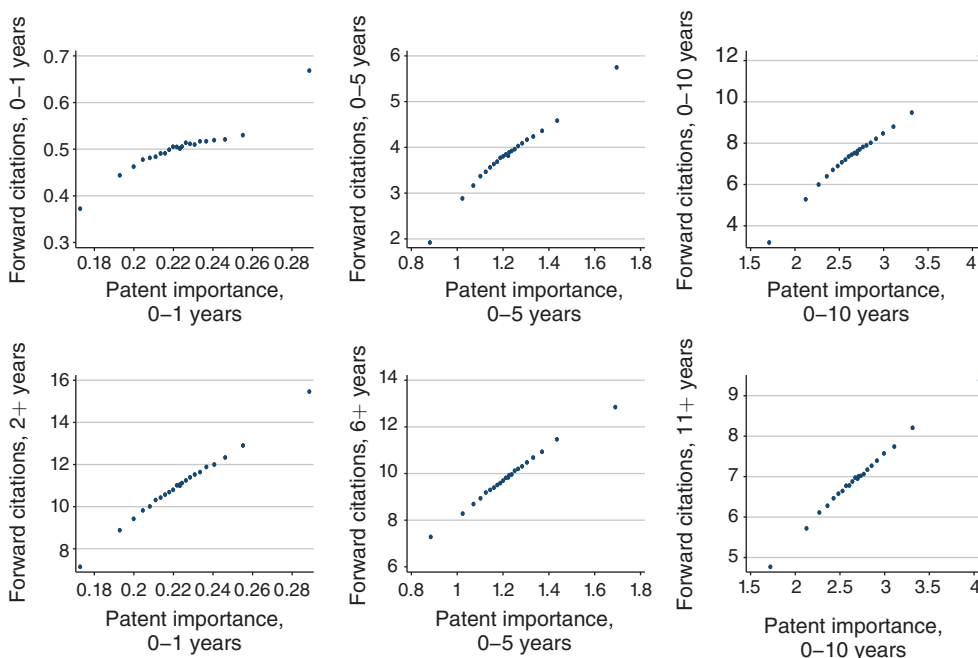 Forward citations, 0–1 years
0.7
0.6
0.5
0.4
0.3
0.18 0.2 0.22 0.24 0.26 0.28
Patent importance,
0–1 years
Forward citations, 0–5 years
6
5
4
3
2
0.8 1 1.2 1.4 1.6 1.8
Patent importance,
0–5 years
Forward citations, 0–10 years
12
10
8
6
4
1.5 2 2.5 3 3.5 4
Patent importance,
0–10 years
Forward citations, 2+ years
16
14
12
10
8
0.18 0.2 0.22 0.24 0.26 0.28
Patent importance,
0–1 years
Forward citations, 6+ years
14
12
10
8
6
0.8 1 1.2 1.4 1.6 1.8
Patent importance,
0–5 years
Forward citations, 11+ years
9
8
7
6
5
1.5 2 2.5 3 3.5 4
Patent importance,
0–10 years